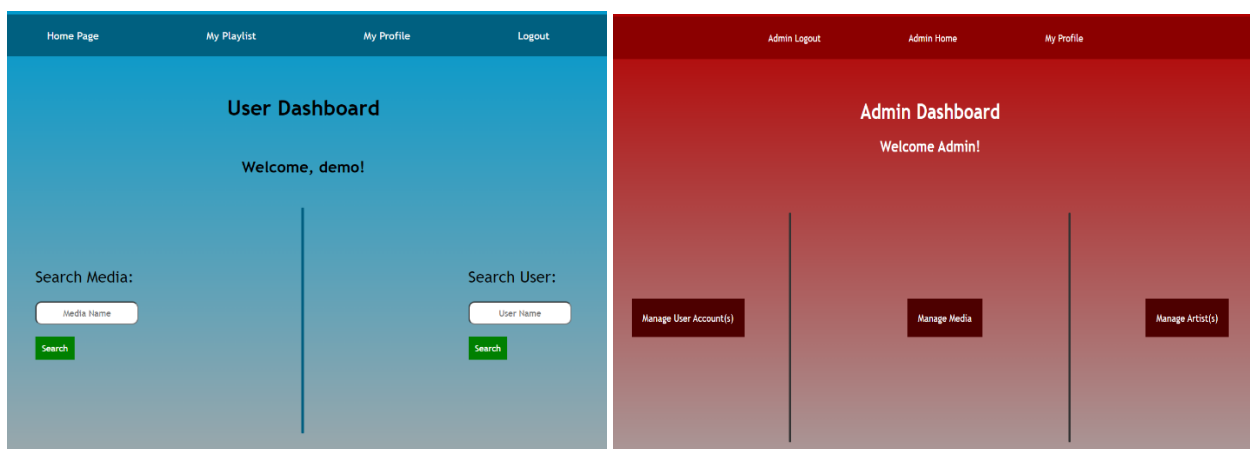 Home Page My Playlist My Profile Logout
User Dashboard
Welcome, demo!
Search Media:
Media Name
Search
Search User:
User Name
Search
Admin Logout Admin Home My Profile
Admin Dashboard
Welcome Admin!
Manage User Account(s) Manage Media Manage Artist(s)